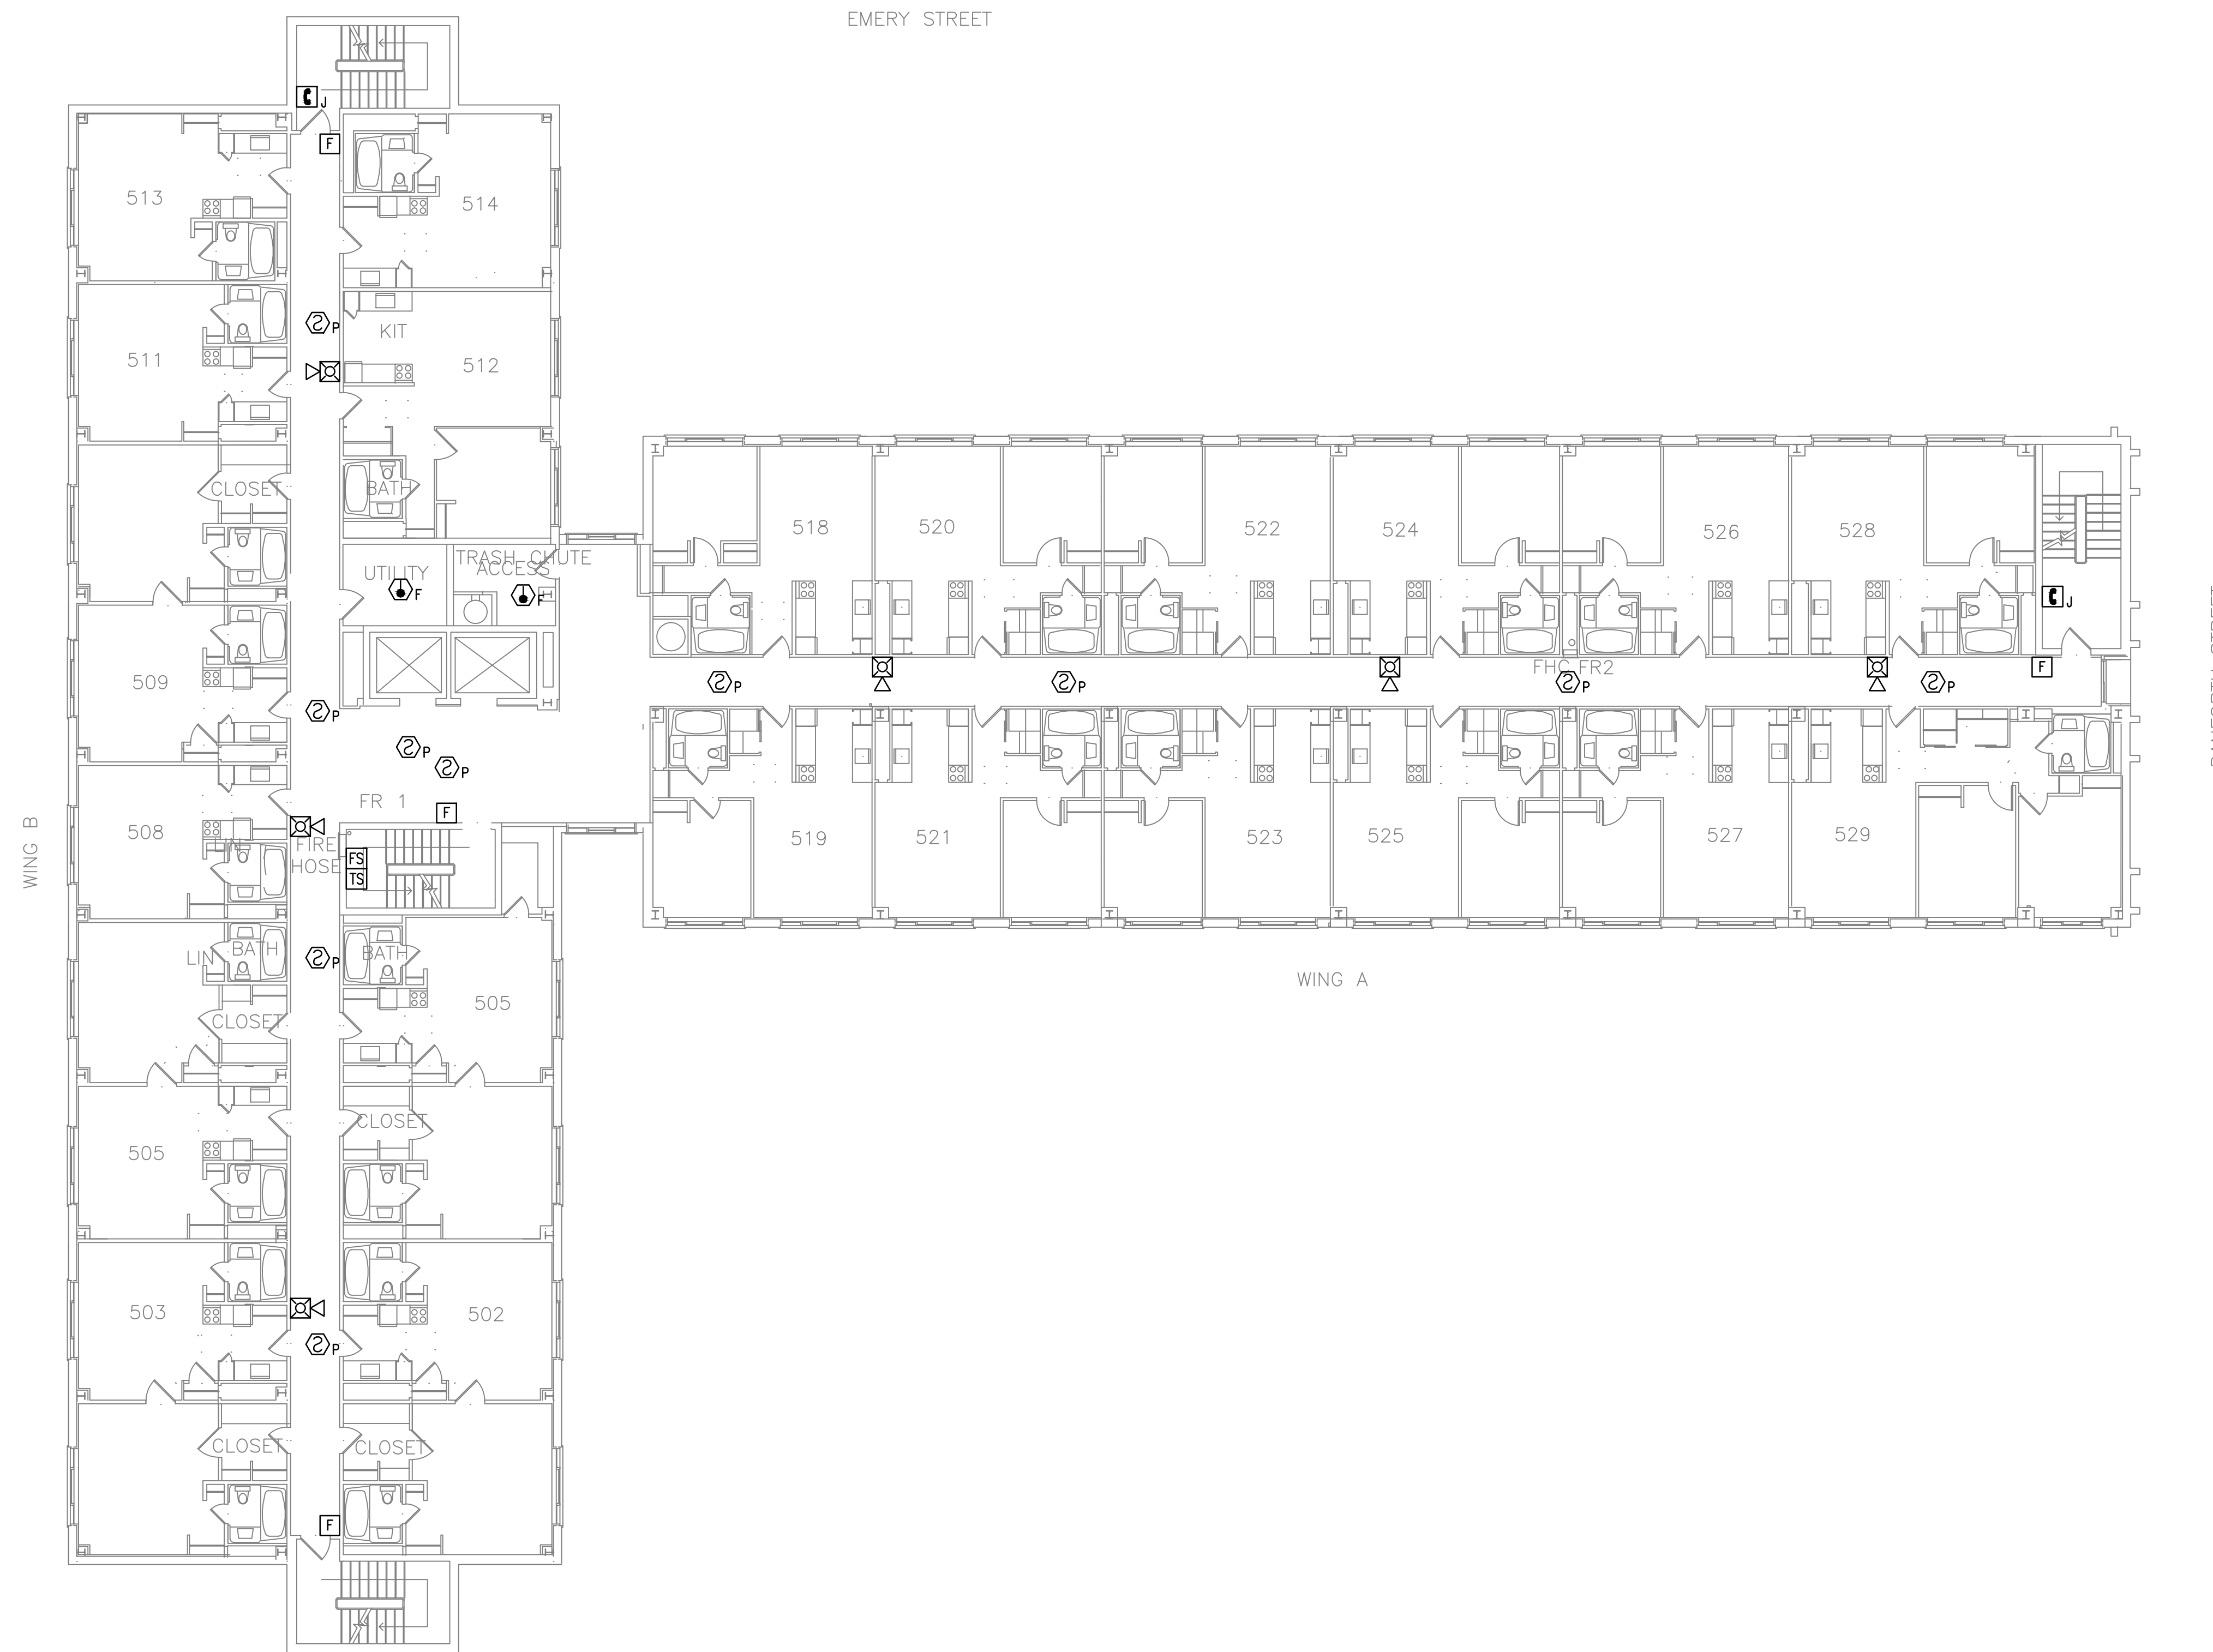 EMERY STREET
J
F
513
514
P
KIT
511
512
CLOSET
BATH
518
520
522
524
526
528
TRASH CHUTE
ACCESS
UTILITY
F
F
J
FHC FR2
F
509
P
P
P
P
P
P
P
FR 1
F
508
FIRE
HOSE
FS
TS
519
521
523
525
527
529
WING B
LIN
BATH
P
BATH
WING A
505
CLOSET
CLOSET
505
503
502
P
CLOSET
CLOSET
F